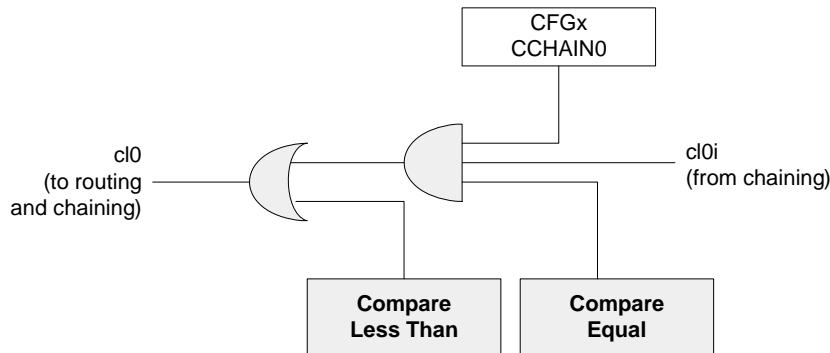 CFGx
CCHAIN0
cl0
(to routing
and chaining)
cl0i
(from chaining)
Compare
Less Than
Compare
Equal